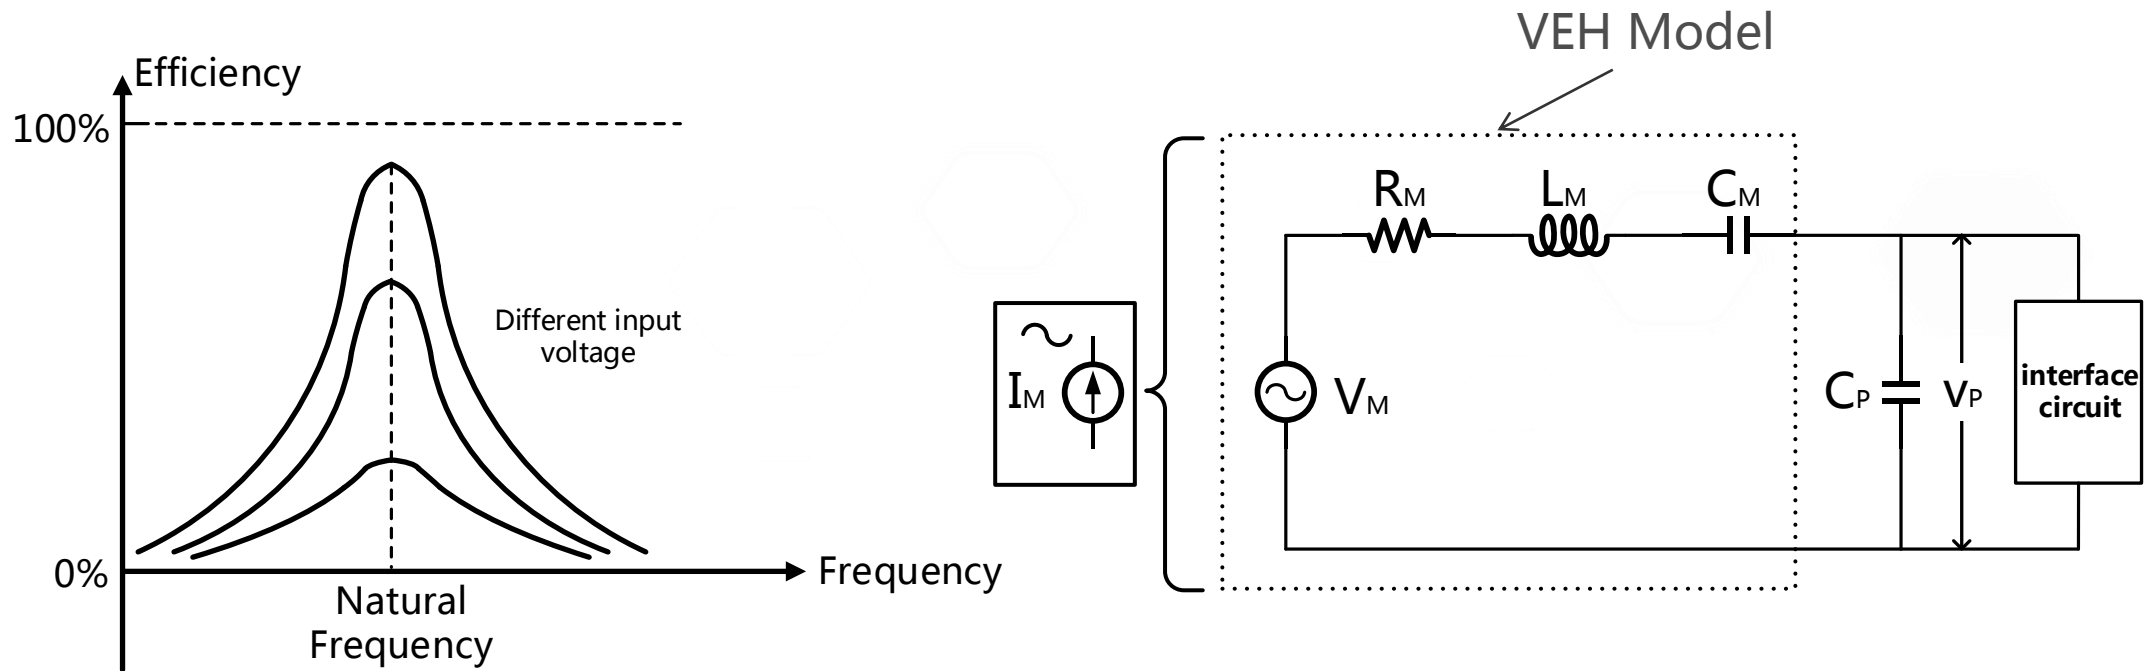 Efficiency
100%
Different input
voltage
0%
Frequency
Natural
Frequency
VEH Model
RM
LM
CM
IM
VM
CP
vP
interface
circuit